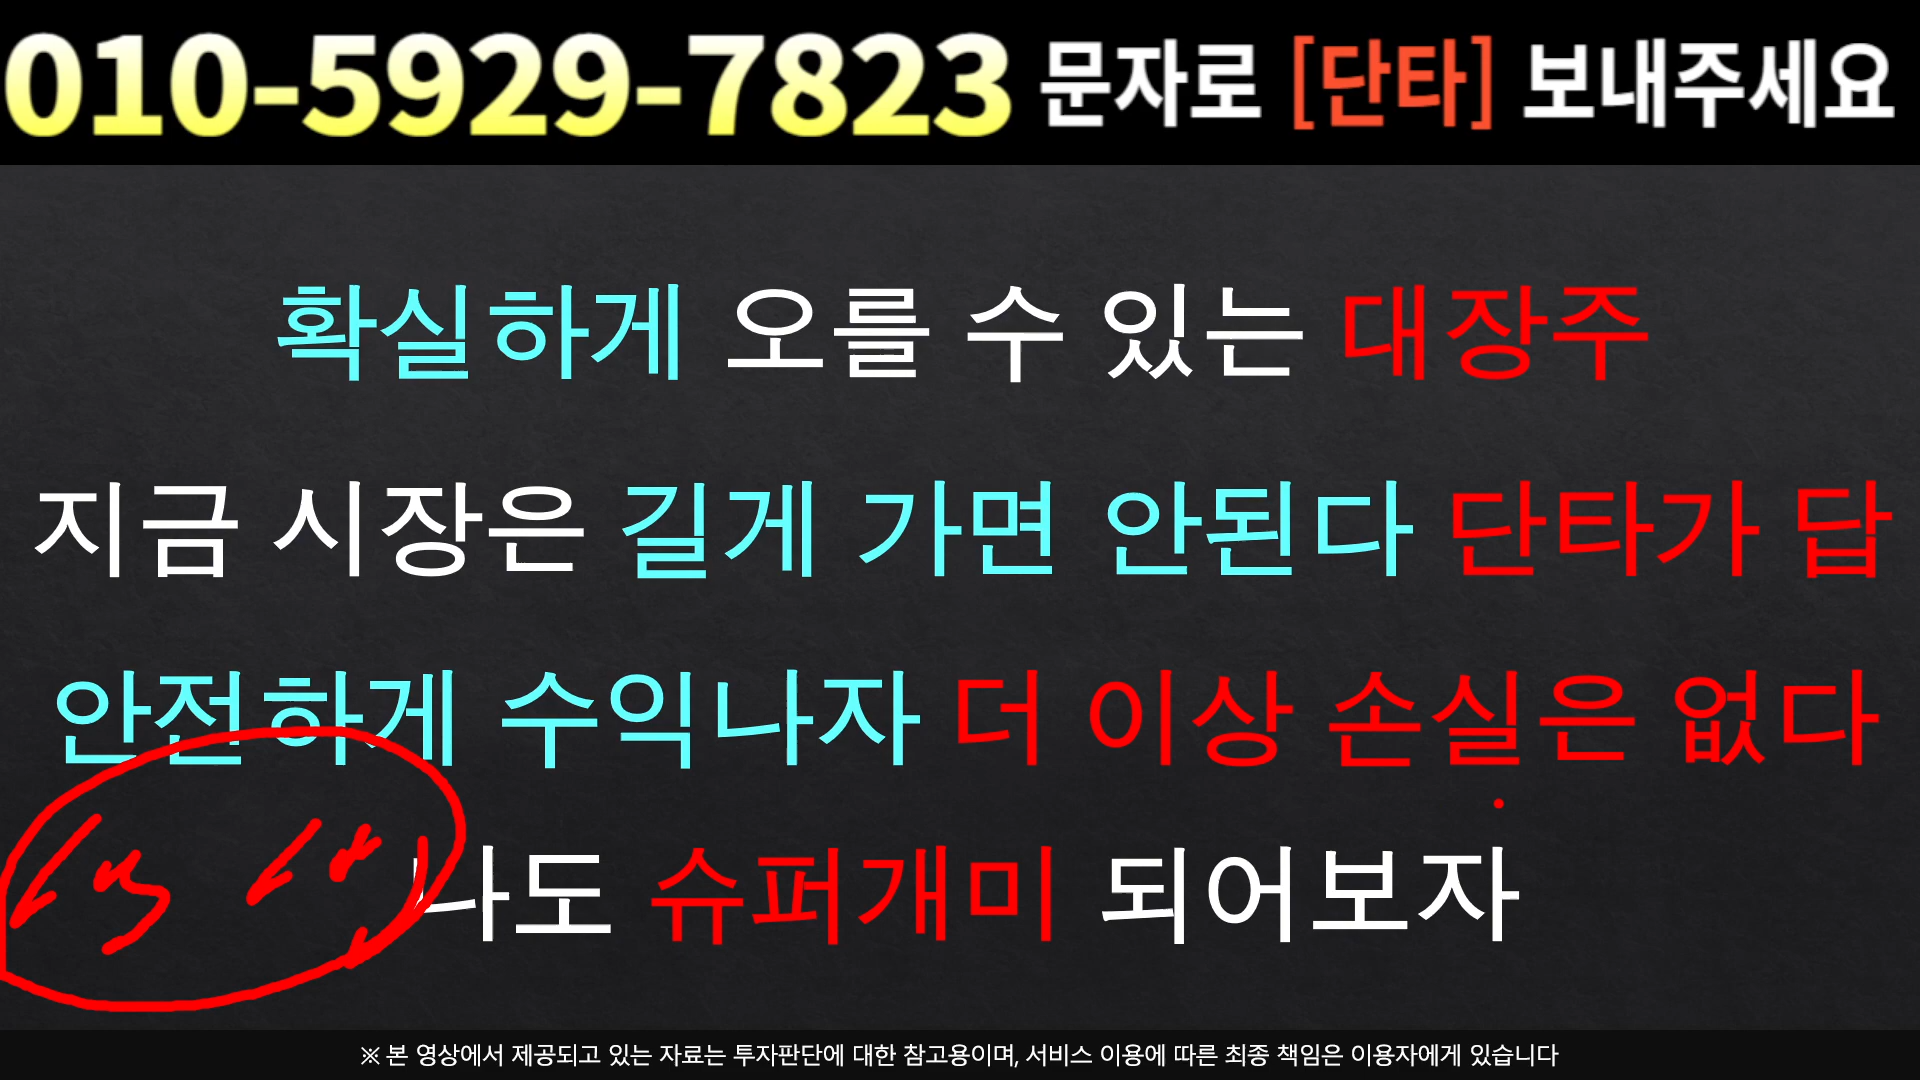 010-5929-7823 문자로 [단타] 보내주세요
확실하게 오를 수 있는 대장주
지금 시장은 길게 가면 안된다 단타가 답
안전하게 수익나자 더 이상 손실은 없다
나도 슈퍼개미 되어보자
※ 본 영상에서 제공되고 있는 자료는 투자판단에 대한 참고용이며, 서비스 이용에 따른 최종 책임은 이용자에게 있습니다